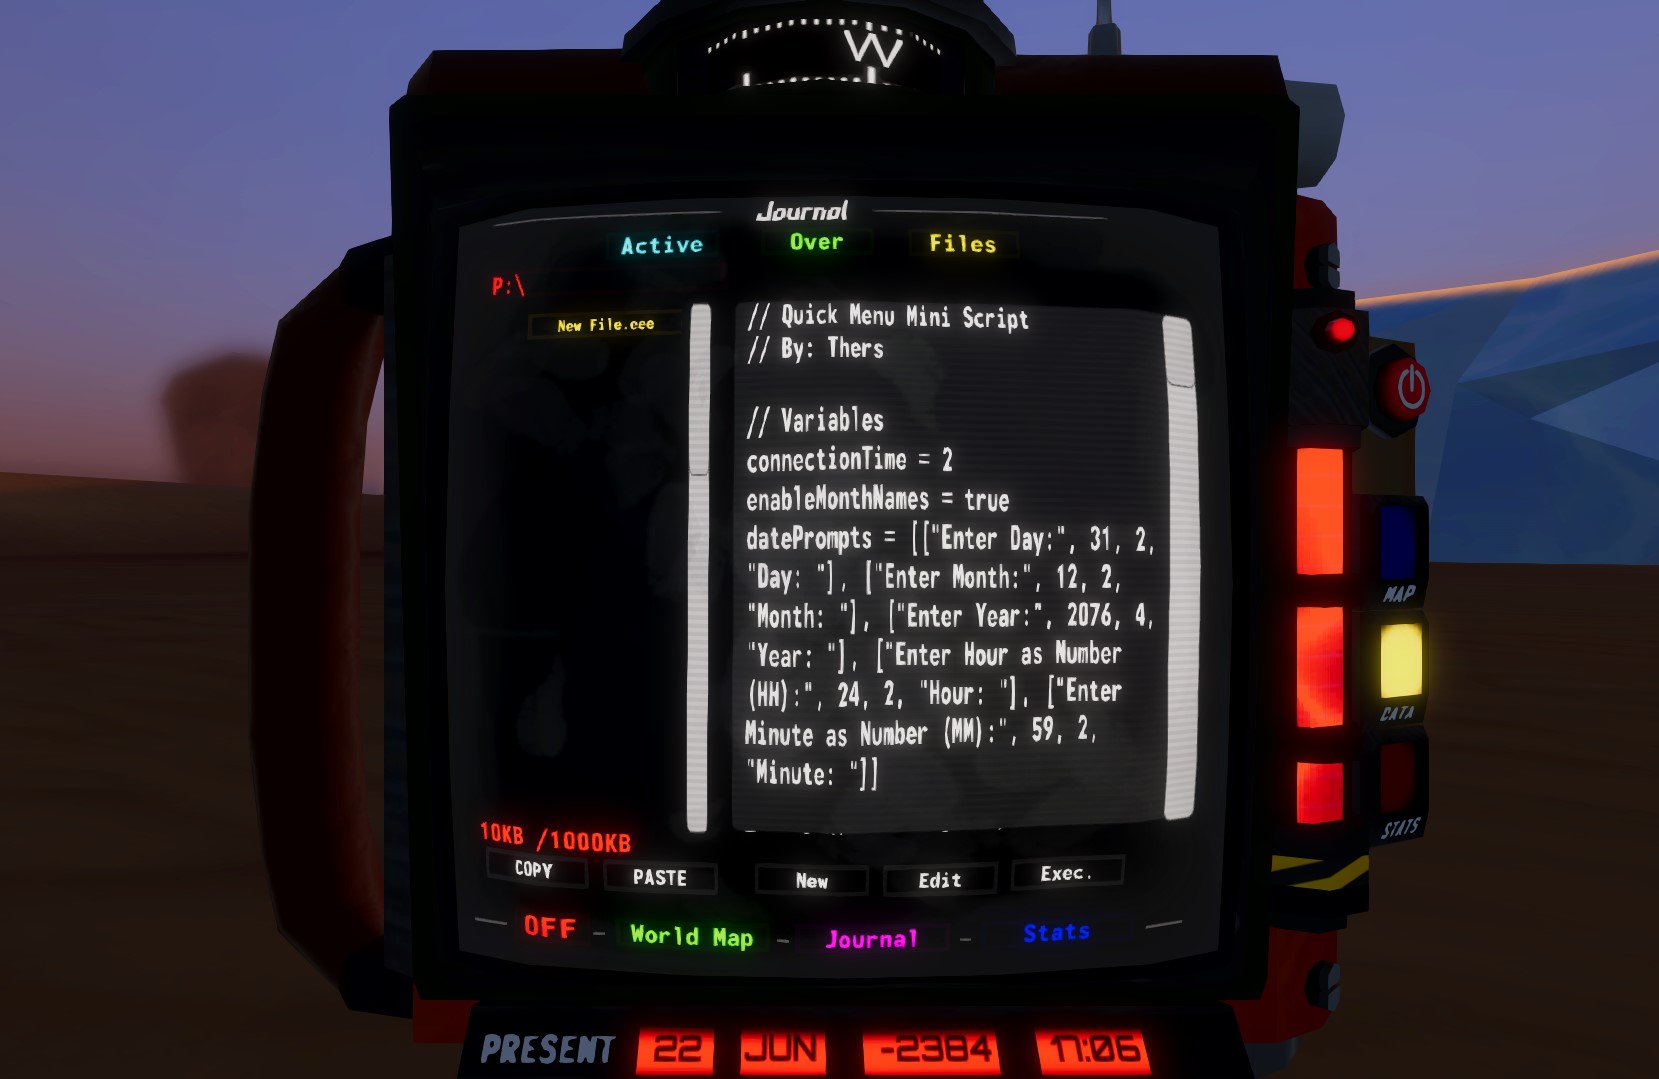 W
Journal
Active Over Files
P:\
New File.cee
// Quick Menu Mini Script
// By: Thers
// Variables
connectionTime = 2
enableMonthNames = true
datePrompts = [["Enter Day:", 31, 2,
"Day: "], ["Enter Month:", 12, 2,
"Month: "], ["Enter Year:", 2076, 4,
"Year: "], ["Enter Hour as Number
(HH):", 24, 2, "Hour: "], ["Enter
Minute as Number (MM):", 59, 2,
"Minute: "]]
10KB /1000KB
COPY PASTE New Edit Exec.
OFF - World Map - Journal - Stats
MAP
DATA
STATS
PRESENT 22 JUN -2384 17:06